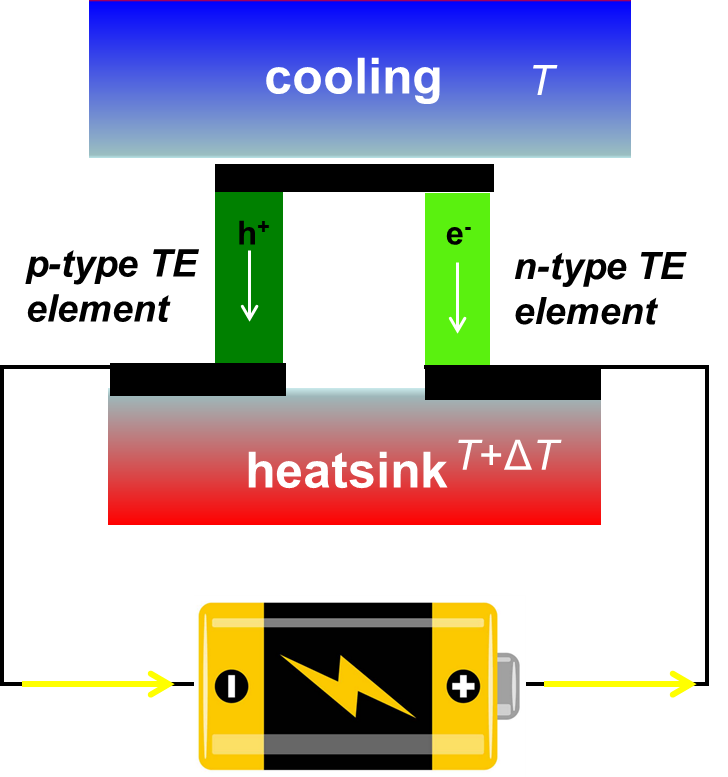 cooling T
h⁺
e⁻
p-type TE
element
n-type TE
element
heatsink T+ΔT